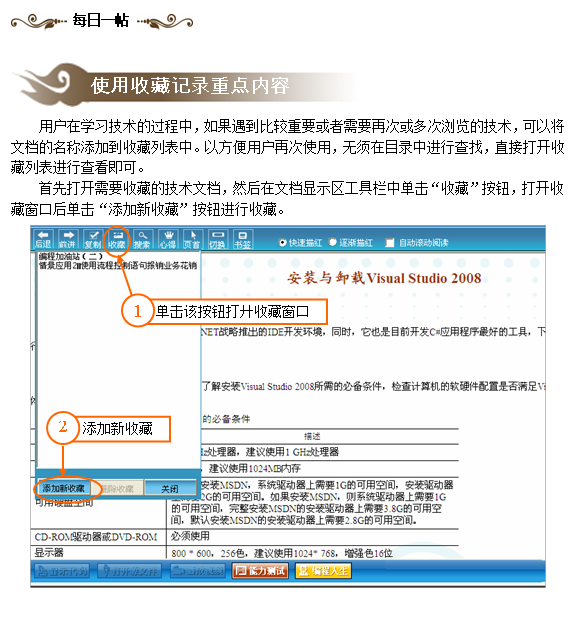 每日一帖
使用收藏记录重点内容
用户在学习技术的过程中，如果遇到比较重要或者需要再次或多次浏览的技术，可以将
文档的名称添加到收藏列表中。以方便用户再次使用，无须在目录中进行查找，直接打开收
藏列表进行查看即可。
首先打开需要收藏的技术文档，然后在文档显示区工具栏中单击“收藏”按钮，打开收
藏窗口后单击“添加新收藏”按钮进行收藏。
后退 前进 复制 收藏 搜索 心得 页首 切换 书签 快速描红 逐渐描红 自动滚动阅读
编程加油站（二）
情景应用2 使用流程控制语句报销业务花销
安装与卸载Visual Studio 2008
1 单击该按钮打开收藏窗口
NET战略推出的IDE开发环境，同时，它也是目前开发C#应用程序最好的工具，下
了解安装Visual Studio 2008所需的必备条件，检查计算机的软硬件配置是否满足Vi
的必备条件
2 添加新收藏
描述
Hz处理器，建议使用1 GHz处理器
，建议使用1024MB内存
添加新收藏 删除收藏 关闭
安装MSDN，系统驱动器上需要1G的可用空间，安装驱动器
2G的可用空间。如果安装MSDN，则系统驱动器上需要1G
可用硬盘空间
的可用空间，完整安装MSDN的安装驱动器上需要3.8G的可用空
间，默认安装MSDN的安装驱动器上需要2.8G的可用空间。
CD-ROM驱动器或DVD-ROM 必须使用
显示器 800 * 600，256色，建议使用1024* 768，增强色16位
能力测试 编程人生